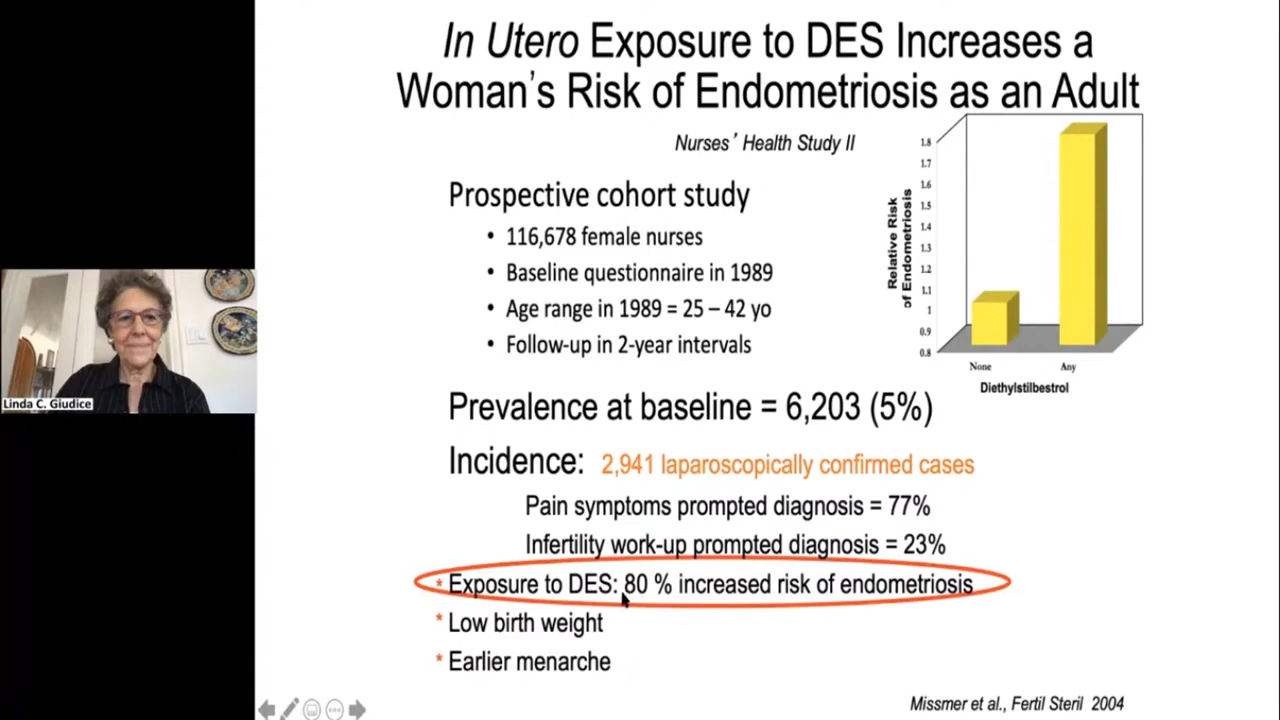 In Utero Exposure to DES Increases a
Woman's Risk of Endometriosis as an Adult
Nurses' Health Study II
Prospective cohort study
• 116,678 female nurses
• Baseline questionnaire in 1989
• Age range in 1989 = 25 – 42 yo
• Follow-up in 2-year intervals
Relative Risk
of Endometriosis
1.8
1.7
1.6
1.5
1.4
1.3
1.2
1.1
1
0.9
0.8
None
Any
Diethylstilbestrol
Linda C. Giudice
Prevalence at baseline = 6,203 (5%)
Incidence: 2,941 laparoscopically confirmed cases
Pain symptoms prompted diagnosis = 77%
Infertility work-up prompted diagnosis = 23%
* Exposure to DES: 80 % increased risk of endometriosis
* Low birth weight
* Earlier menarche
Missmer et al., Fertil Steril 2004